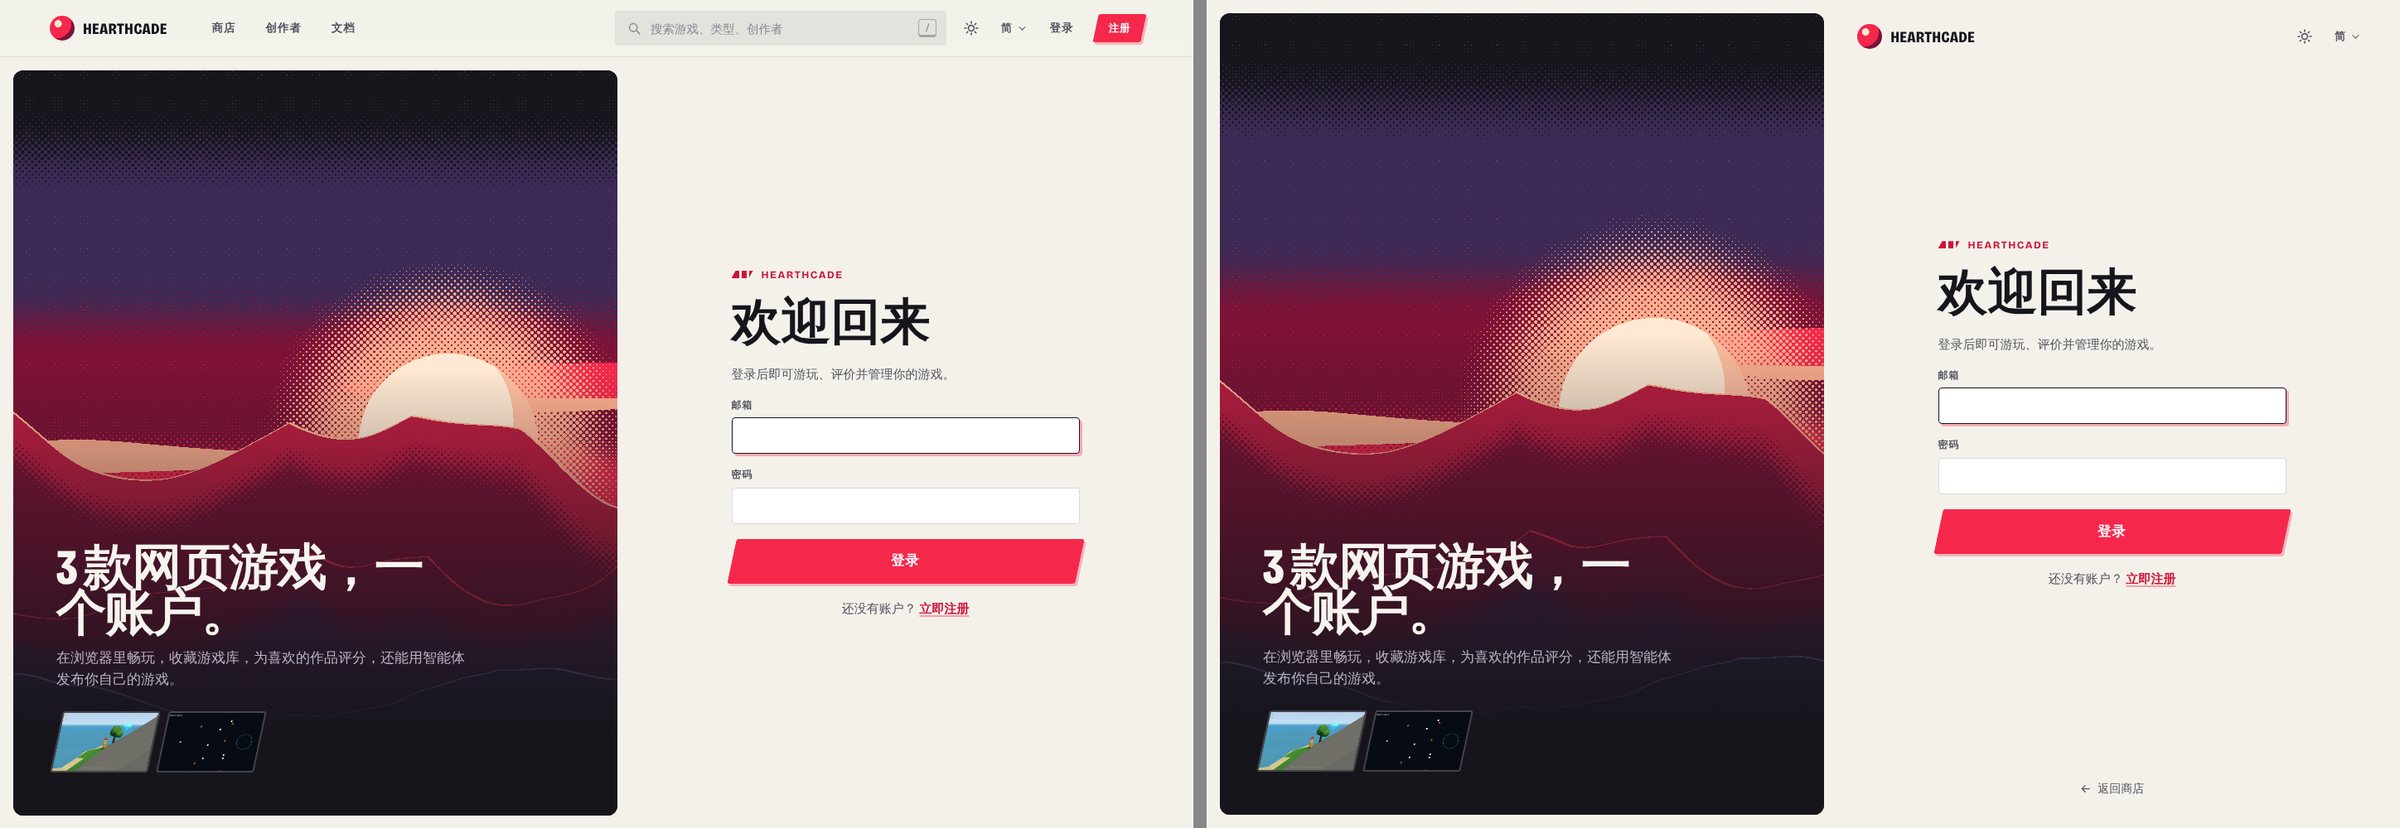 HEARTHCADE
商店 创作者 文档
搜索游戏、类型、创作者 /
简
登录
注册
3 款网页游戏，一
个账户。
在浏览器里畅玩，收藏游戏库，为喜欢的作品评分，还能用智能体
发布你自己的游戏。
HEARTHCADE
欢迎回来
登录后即可游玩、评价并管理你的游戏。
邮箱
密码
登录
还没有账户？ 立即注册
3 款网页游戏，一
个账户。
在浏览器里畅玩，收藏游戏库，为喜欢的作品评分，还能用智能体
发布你自己的游戏。
HEARTHCADE
简
HEARTHCADE
欢迎回来
登录后即可游玩、评价并管理你的游戏。
邮箱
密码
登录
还没有账户？ 立即注册
← 返回商店